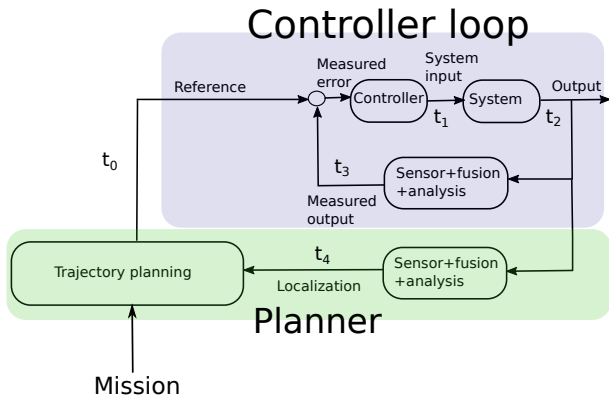 Controller loop
Reference
Measured
error
System
input
Output
Controller
System
t₁
t₂
t₀
t₃
Sensor+fusion
+analysis
Measured
output
t₄
Trajectory planning
Localization
Sensor+fusion
+analysis
Planner
Mission